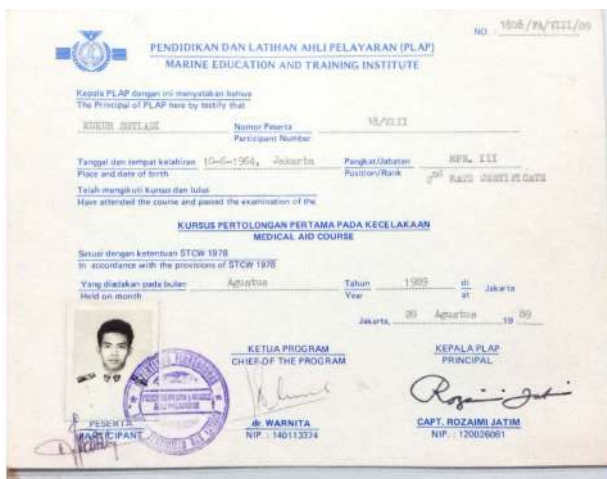 NO. : 1808/PA/VIII/89
PENDIDIKAN DAN LATIHAN AHLI PELAYARAN (PLAP)
MARINE EDUCATION AND TRAINING INSTITUTE
Kepala PLAP dengan ini menyatakan bahwa
The Principal of PLAP here by testify that
Nomor Peserta 18/VIII
Participant Number
Tanggal dan tempat kelahiran 10-6-1964, Jakarta Pangkat/Jabatan MPB. III
Place and date of birth Position/Rank MATE CERTIFICATE
Telah mengikuti Kursus dan lulus
Have attended the course and passed the examination of the
KURSUS PERTOLONGAN PERTAMA PADA KECELAKAAN
MEDICAL AID COURSE
Sesuai dengan ketentuan STCW 1978
In accordance with the provisions of STCW 1978
Yang diadakan pada bulan Agustus Tahun 1989 di Jakarta
Held on month Year at
Jakarta, 26 Agustus 19 89
KETUA PROGRAM KEPALA PLAP
CHIEF OF THE PROGRAM PRINCIPAL
PESERTA dr. WARNITA CAPT. ROZAIMI JATIM
PARTICIPANT NIP. : 140113324 NIP. : 120026061